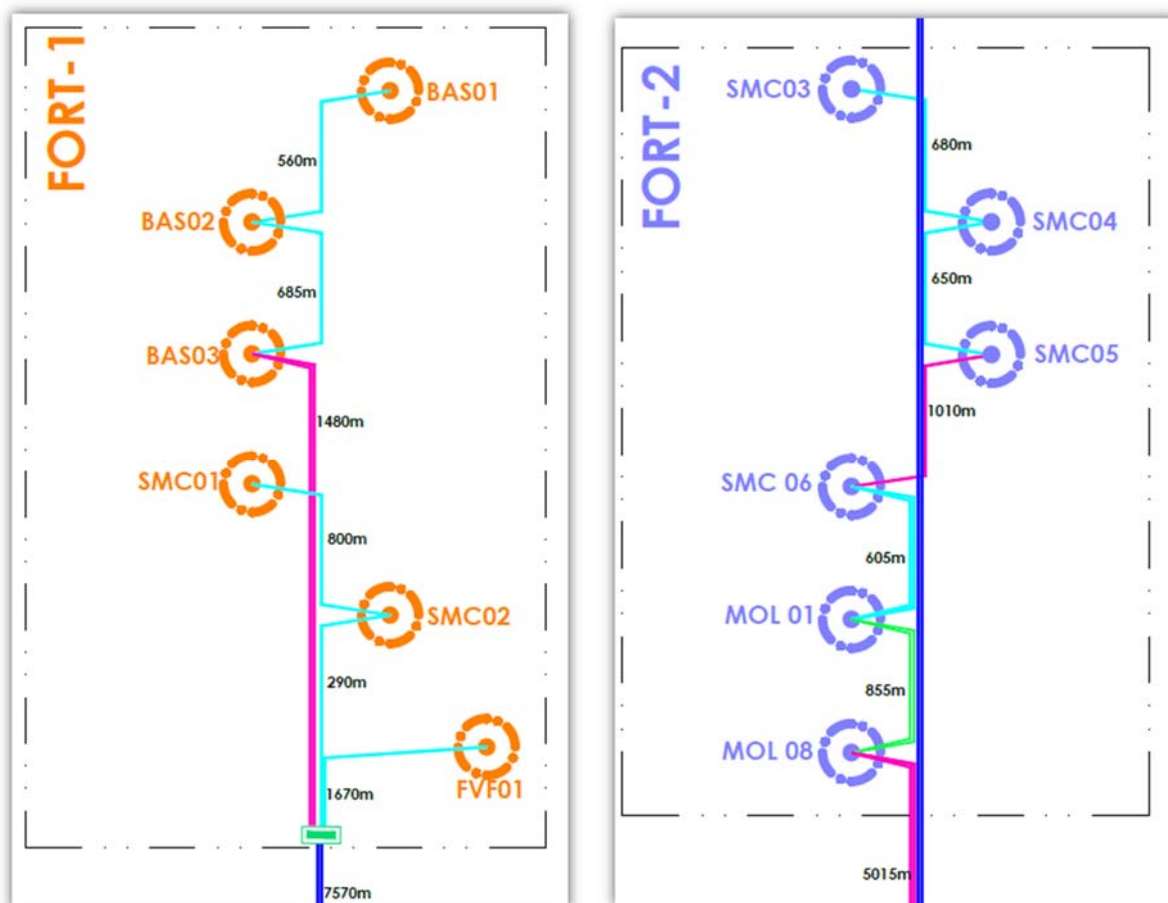 FORT-1
BAS01
560m
BAS02
685m
BAS03
1480m
SMC01
800m
SMC02
290m
FVF01
1670m
7570m
FORT-2
SMC03
680m
SMC04
650m
SMC05
1010m
SMC 06
605m
MOL 01
855m
MOL 08
5015m